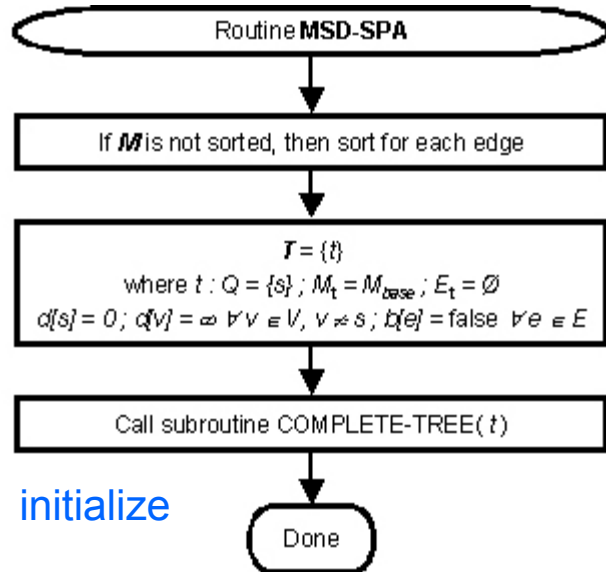 Routine MSD-SPA
If M is not sorted, then sort for each edge
T = {t}
where t : Q = {s} ; Mt = Mbase ; Et = Ø
d[s] = 0 ; d[v] = ∞ ∀v ∈ V, v ≠ s ; b[e] = false ∀e ∈ E
Call subroutine COMPLETE-TREE( t )
initialize
Done